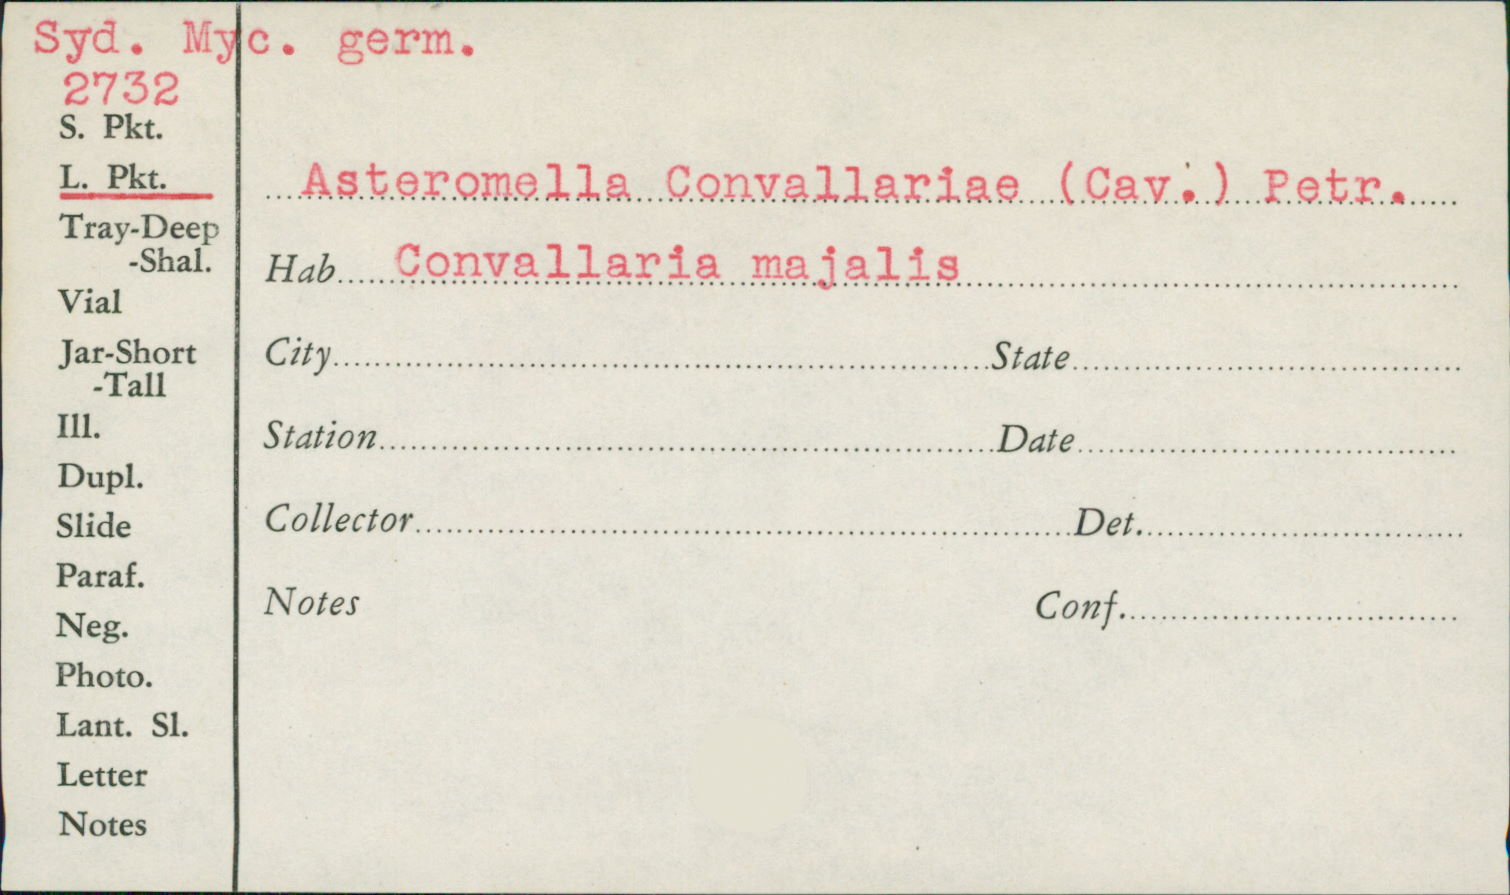 Syd. Myc. germ.
2732
S. Pkt.
L. Pkt.
Tray-Deep
-Shal.
Vial
Jar-Short
-Tall
Ill.
Dupl.
Slide
Paraf.
Neg.
Photo.
Lant. Sl.
Letter
Notes
Asteromella Convallariae (Cav.) Petr.
Hab. Convallaria majalis
City State
Station Date
Collector Det.
Notes Conf.